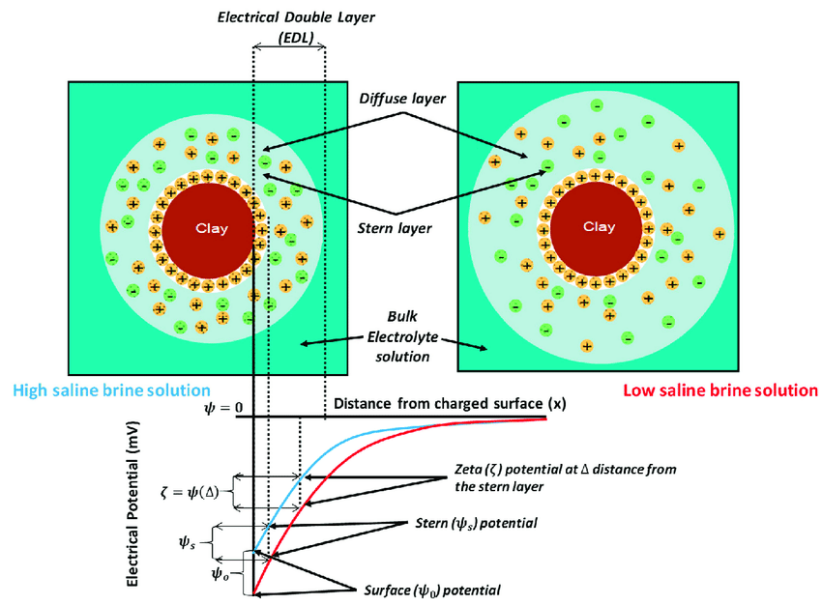 Electrical Double Layer
(EDL)
Diffuse layer
Clay
Clay
Stern layer
Bulk
Electrolyte
solution
High saline brine solution
Low saline brine solution
ψ = 0
Distance from charged surface (x)
Electrical Potential (mV)
Zeta (ζ) potential at Δ distance from
the stern layer
ζ = ψ(Δ)
Stern (ψs) potential
ψs
ψo
Surface (ψ0) potential